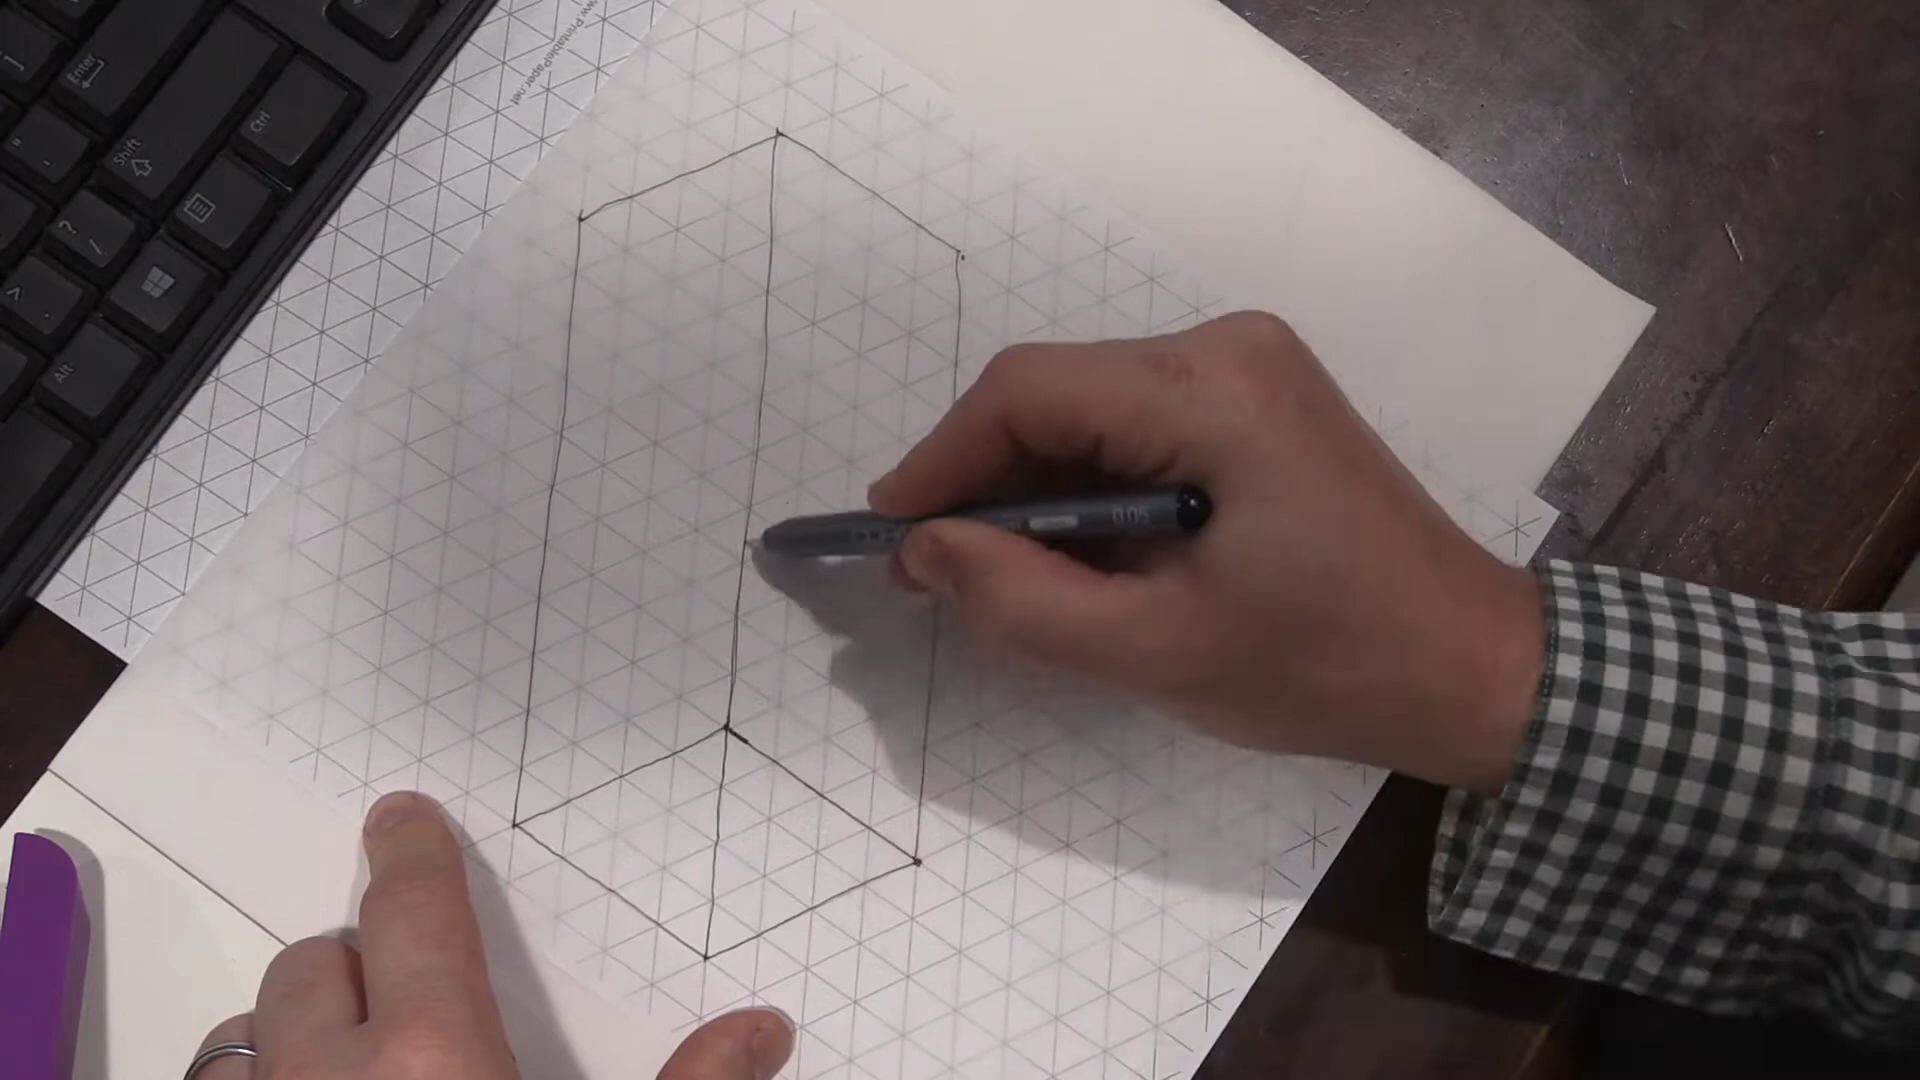 www.PrintablePaper.net
]
Enter
"
'
Shift
Ctrl
?
/
>
.
Alt
0.05